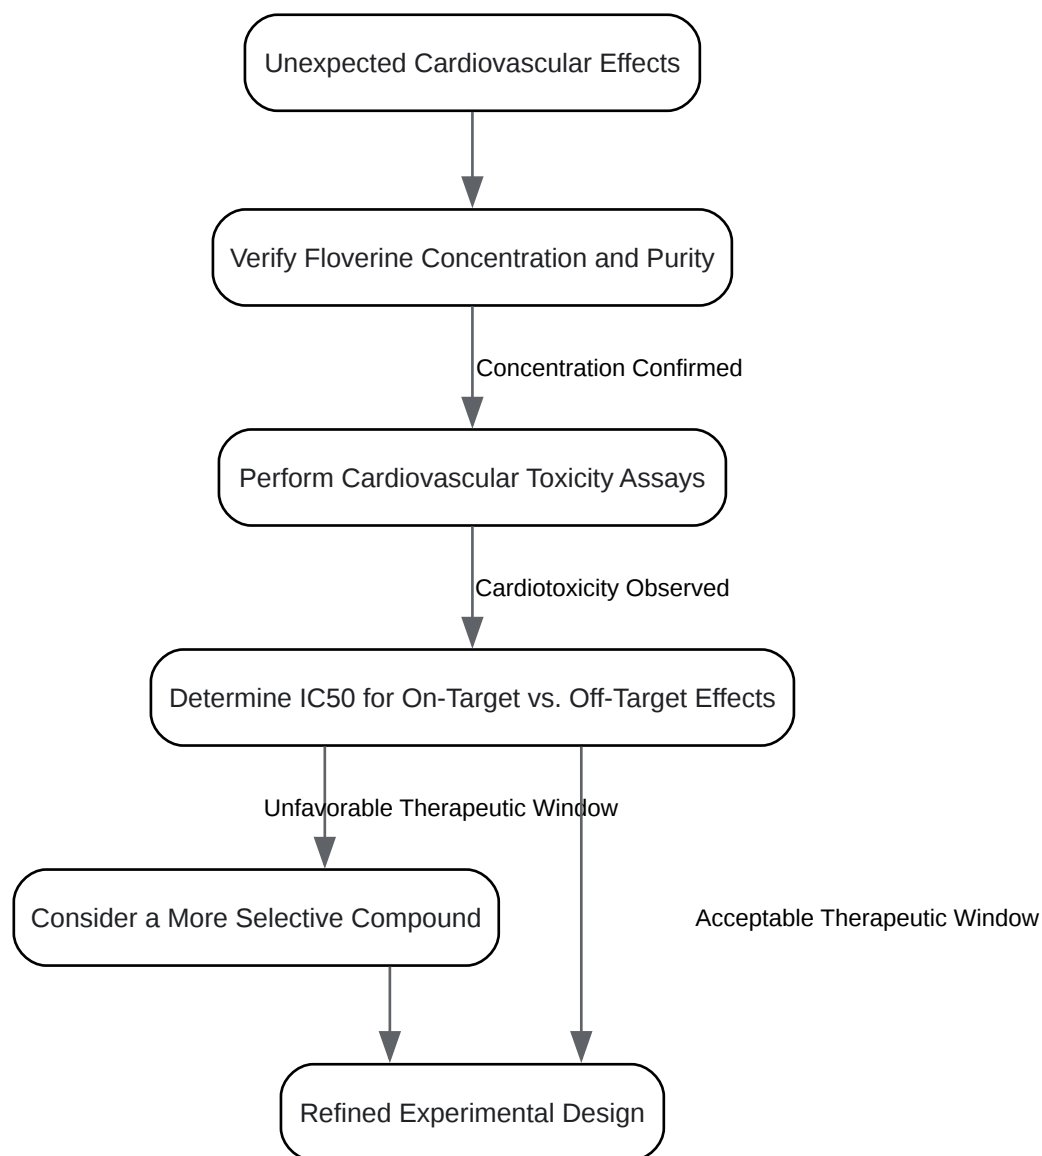 Unexpected Cardiovascular Effects
Verify Floverine Concentration and Purity
Concentration Confirmed
Perform Cardiovascular Toxicity Assays
Cardiotoxicity Observed
Determine IC50 for On-Target vs. Off-Target Effects
Unfavorable Therapeutic Window
Consider a More Selective Compound
Acceptable Therapeutic Window
Refined Experimental Design